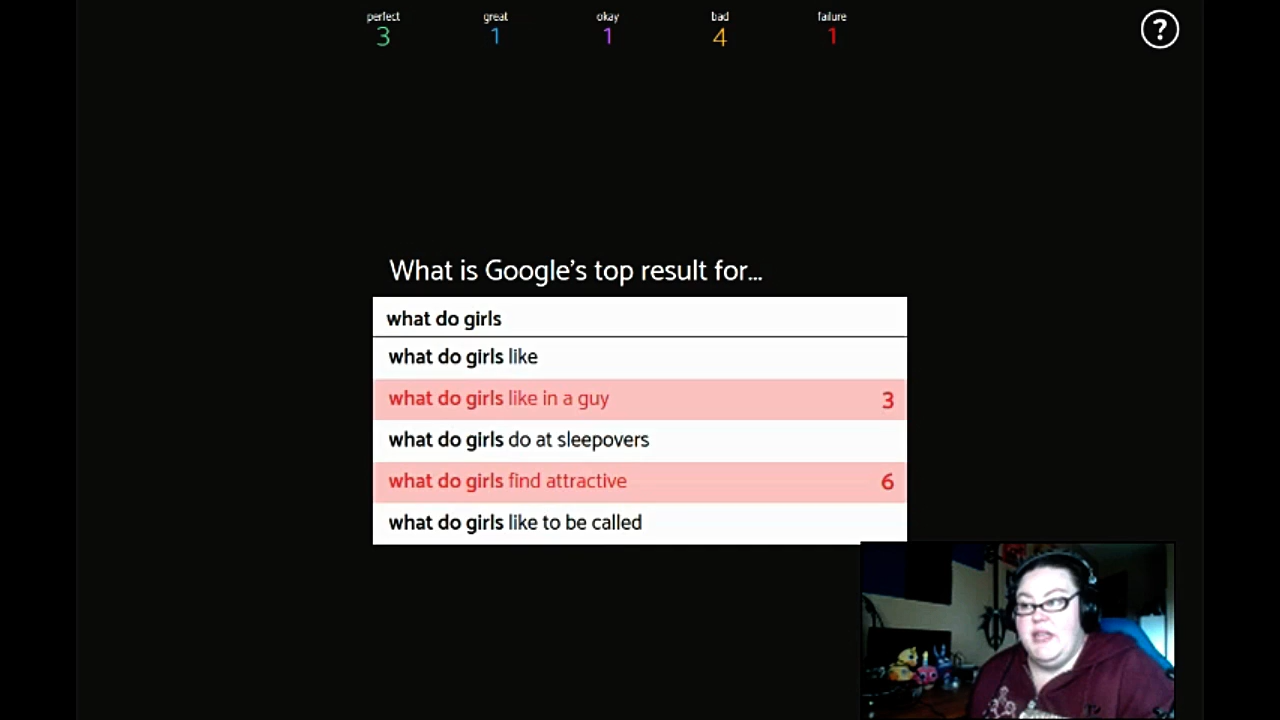 perfect great okay bad failure
3 1 1 4 1
?
What is Google's top result for...
what do girls
what do girls like
what do girls like in a guy 3
what do girls do at sleepovers
what do girls find attractive 6
what do girls like to be called